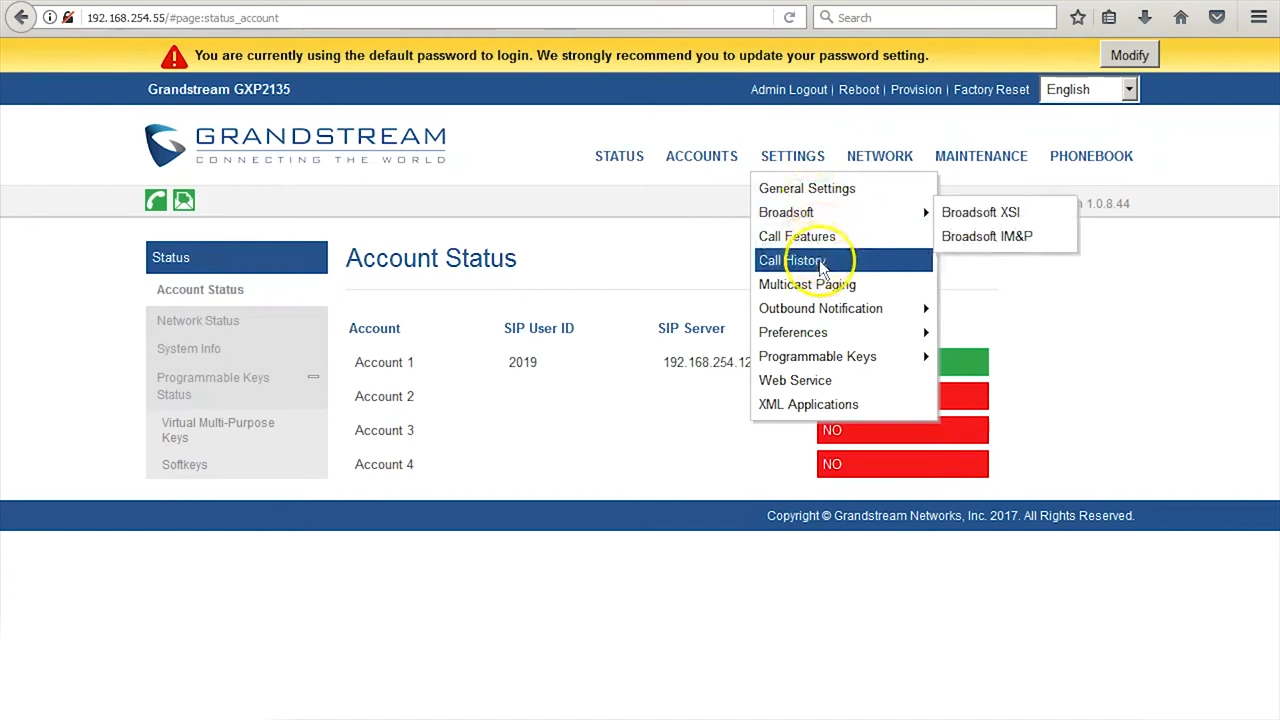 192.168.254.55/#page:status_account
Search
You are currently using the default password to login. We strongly recommend you to update your password setting.
Modify
Grandstream GXP2135
Admin Logout | Reboot | Provision | Factory Reset
English
GRANDSTREAM
CONNECTING THE WORLD
STATUS ACCOUNTS SETTINGS NETWORK MAINTENANCE PHONEBOOK
General Settings
Broadsoft
Call Features
Call History
Multicast Paging
Outbound Notification
Preferences
Programmable Keys
Web Service
XML Applications
Broadsoft XSI
Broadsoft IM&P
1.0.8.44
Status
Account Status
Network Status
System Info
Programmable Keys
Status
Virtual Multi-Purpose
Keys
Softkeys
Account Status
Account SIP User ID SIP Server
Account 1 2019 192.168.254.12
Account 2
Account 3 NO
Account 4 NO
Copyright © Grandstream Networks, Inc. 2017. All Rights Reserved.